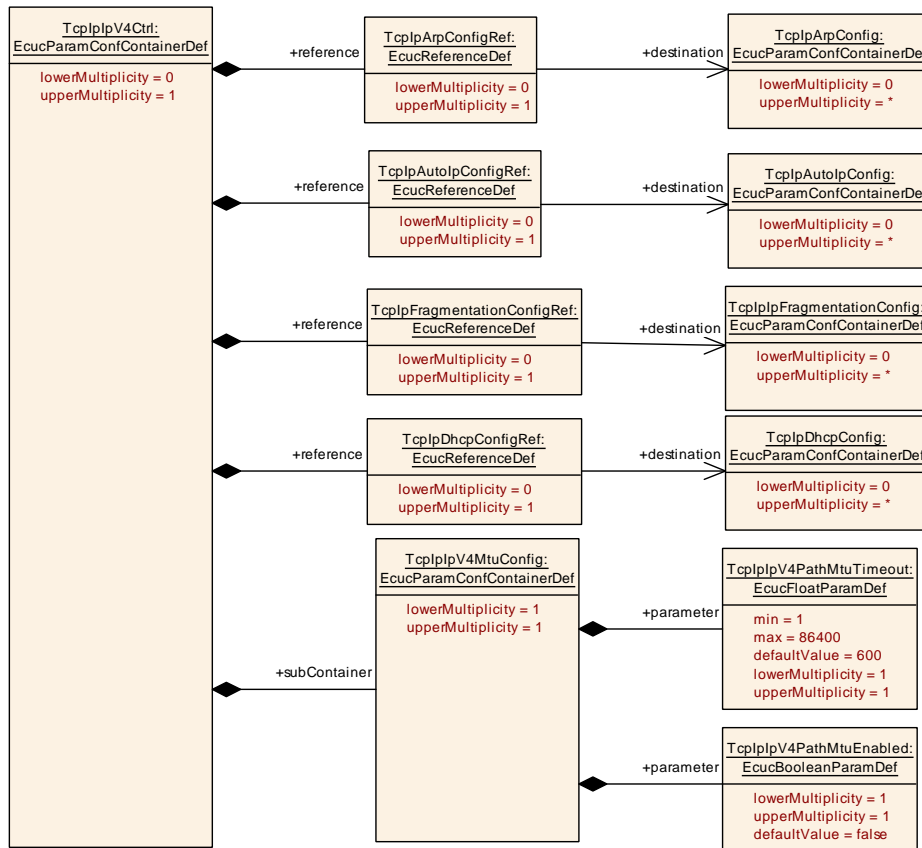 TcpIpIpV4Ctrl:
EcucParamConfContainerDef
lowerMultiplicity = 0
upperMultiplicity = 1
+reference
TcpIpArpConfigRef:
EcucReferenceDef
lowerMultiplicity = 0
upperMultiplicity = 1
+destination
TcpIpArpConfig:
EcucParamConfContainerDef
lowerMultiplicity = 0
upperMultiplicity = *
+reference
TcpIpAutoIpConfigRef:
EcucReferenceDef
lowerMultiplicity = 0
upperMultiplicity = 1
+destination
TcpIpAutoIpConfig:
EcucParamConfContainerDef
lowerMultiplicity = 0
upperMultiplicity = *
+reference
TcpIpFragmentationConfigRef:
EcucReferenceDef
lowerMultiplicity = 0
upperMultiplicity = 1
+destination
TcpIpIpFragmentationConfig:
EcucParamConfContainerDef
lowerMultiplicity = 0
upperMultiplicity = *
+reference
TcpIpDhcpConfigRef:
EcucReferenceDef
lowerMultiplicity = 0
upperMultiplicity = 1
+destination
TcpIpDhcpConfig:
EcucParamConfContainerDef
lowerMultiplicity = 0
upperMultiplicity = *
+subContainer
TcpIpIpV4MtuConfig:
EcucParamConfContainerDef
lowerMultiplicity = 1
upperMultiplicity = 1
+parameter
TcpIpIpV4PathMtuTimeout:
EcucFloatParamDef
min = 1
max = 86400
defaultValue = 600
lowerMultiplicity = 1
upperMultiplicity = 1
+parameter
TcpIpIpV4PathMtuEnabled:
EcucBooleanParamDef
lowerMultiplicity = 1
upperMultiplicity = 1
defaultValue = false